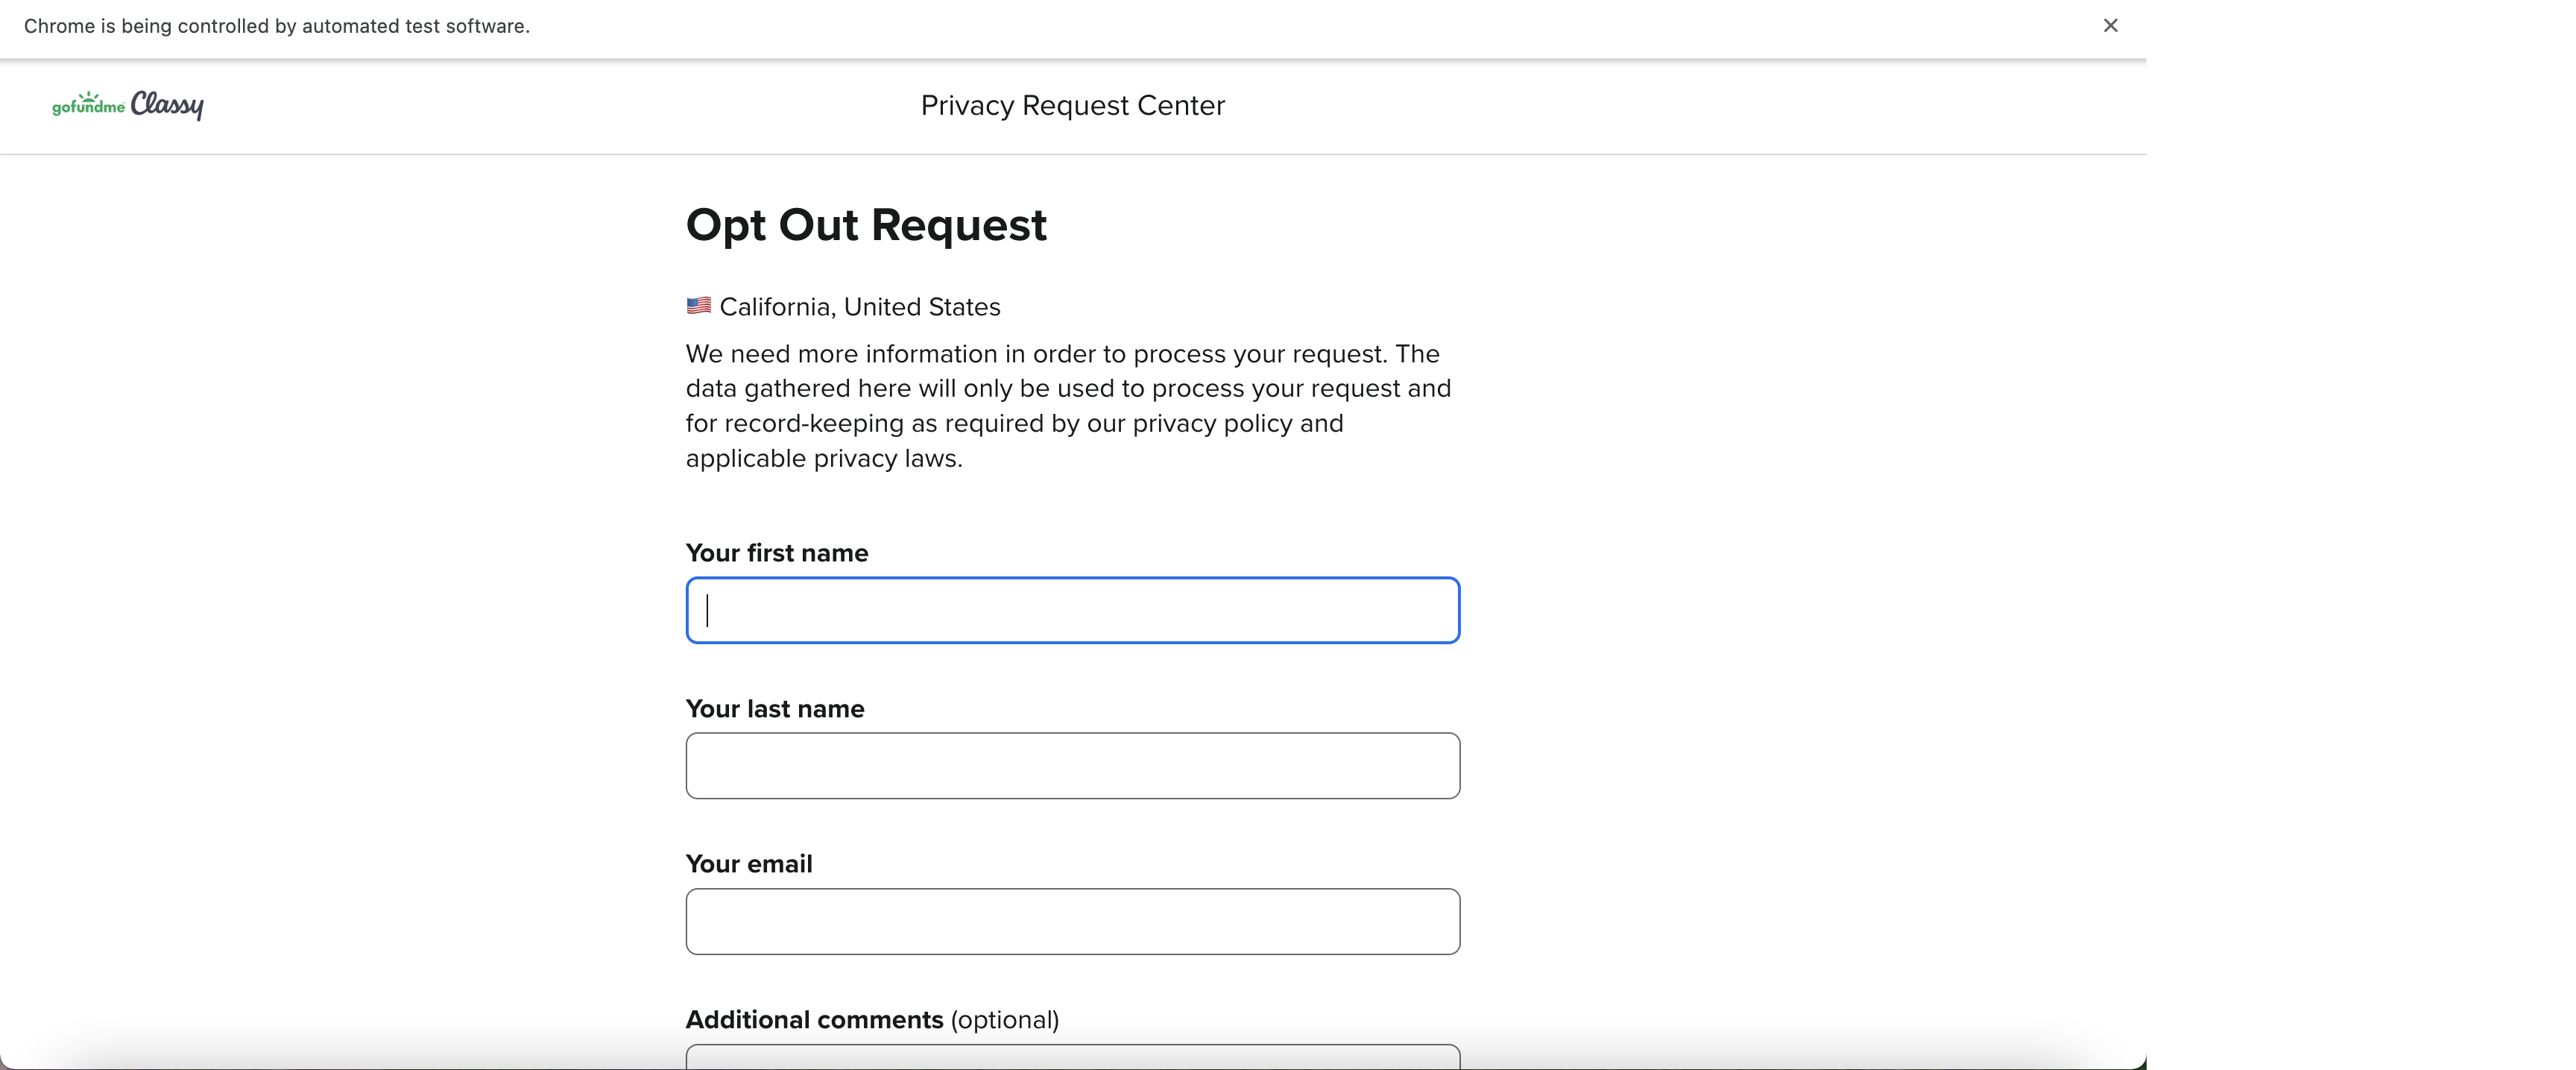 Chrome is being controlled by automated test software.
gofundme Classy
Privacy Request Center
Opt Out Request
California, United States
We need more information in order to process your request. The
data gathered here will only be used to process your request and
for record-keeping as required by our privacy policy and
applicable privacy laws.
Your first name
Your last name
Your email
Additional comments (optional)